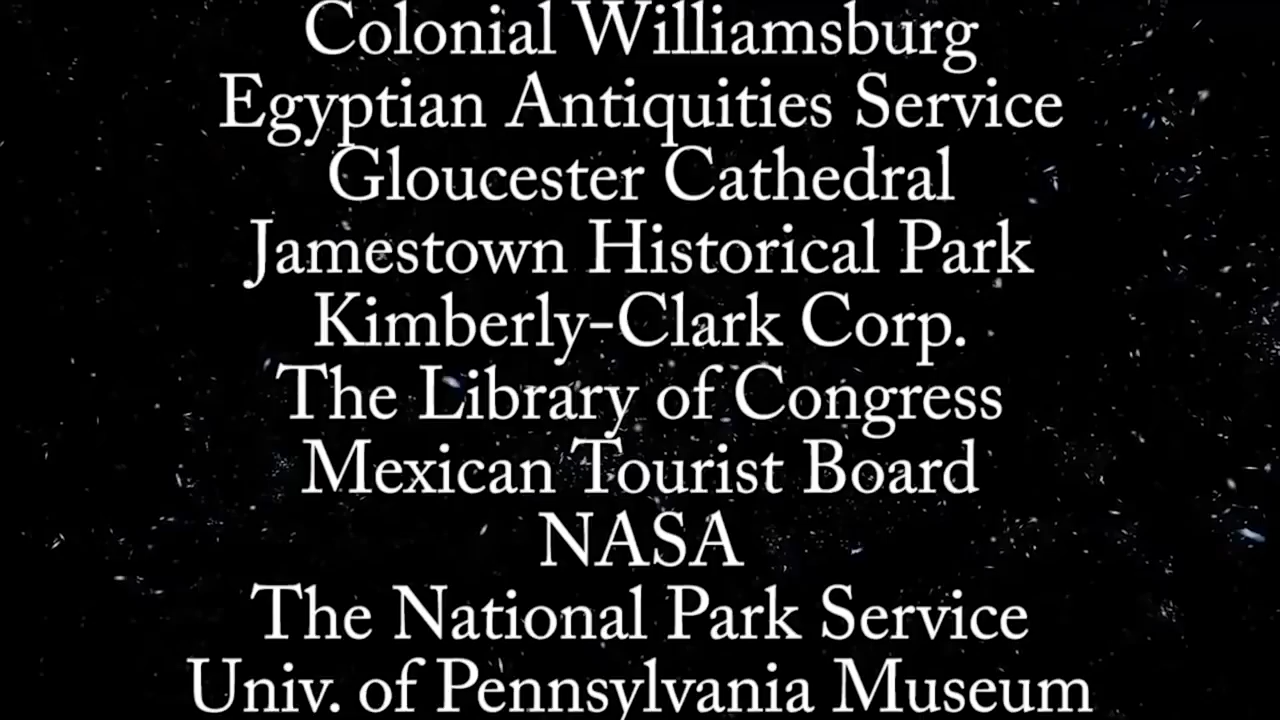 Colonial Williamsburg
Egyptian Antiquities Service
Gloucester Cathedral
Jamestown Historical Park
Kimberly-Clark Corp.
The Library of Congress
Mexican Tourist Board
NASA
The National Park Service
Univ. of Pennsylvania Museum